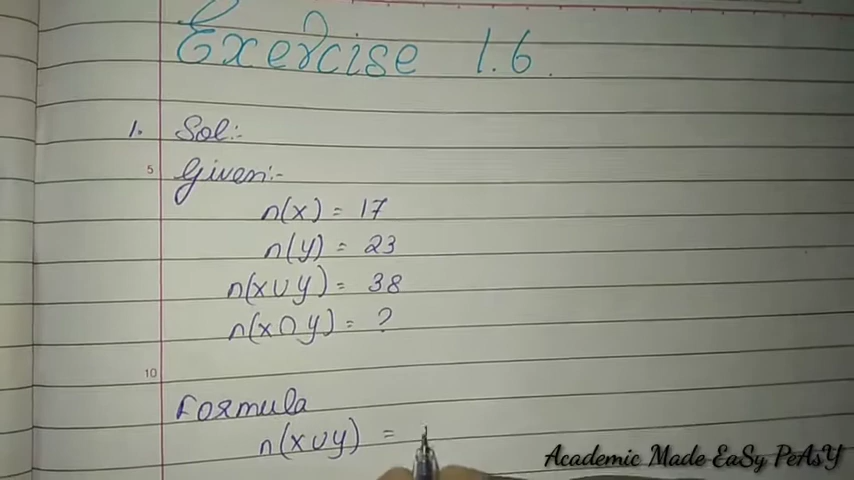 Exercise 1.6.
1. Sol:-
5 Given:-
n(x) = 17
n(y) = 23
n(x∪y) = 38
n(x∩y) = ?
10
Formula
n(x∪y) =
Academic Made EaSy PeAsY